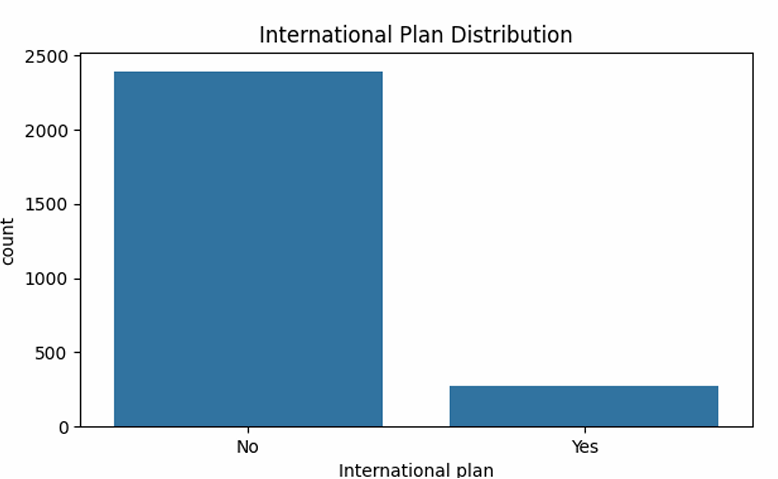 International Plan Distribution
2500
2000
1500
1000
500
0
count
No Yes
International plan